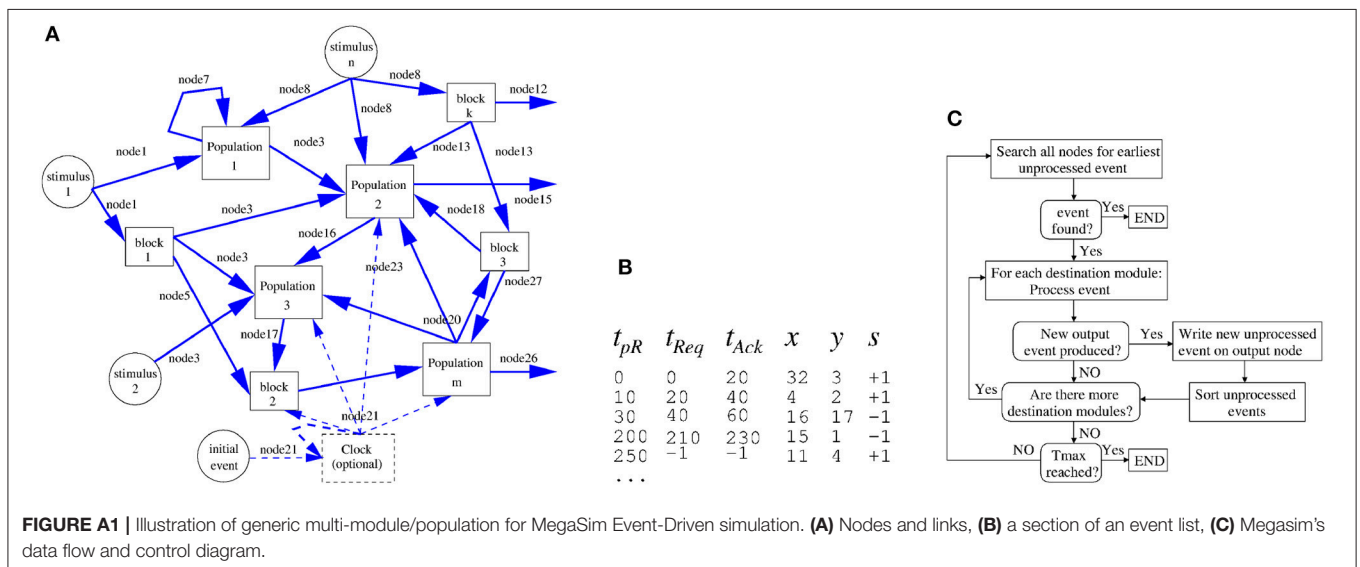 A
stimulus
n
node7
node8
node8
node8
node12
block
k
Population
1
node3
node13
node13
node1
stimulus
1
Population
2
node15
node1
node3
node18
block
1
node16
block
3
node3
node23
node27
Population
3
node5
node20
node17
node3
Population
m
node26
stimulus
2
block
2
node21
initial
event
node21
Clock
(optional)
B
tpR tReq tAck x y s
0 0 20 32 3 +1
10 20 40 4 2 +1
30 40 60 16 17 −1
200 210 230 15 1 −1
250 −1 −1 11 4 +1
...
C
Search all nodes for earliest
unprocessed event
event
found?
Yes
END
Yes
For each destination module:
Process event
New output
event produced?
Yes
Write new unprocessed
event on output node
NO
Yes
Are there more
destination modules?
Sort unprocessed
events
NO
NO
Tmax
reached?
Yes
END
FIGURE A1 | Illustration of generic multi-module/population for MegaSim Event-Driven simulation. (A) Nodes and links, (B) a section of an event list, (C) Megasim's
data flow and control diagram.